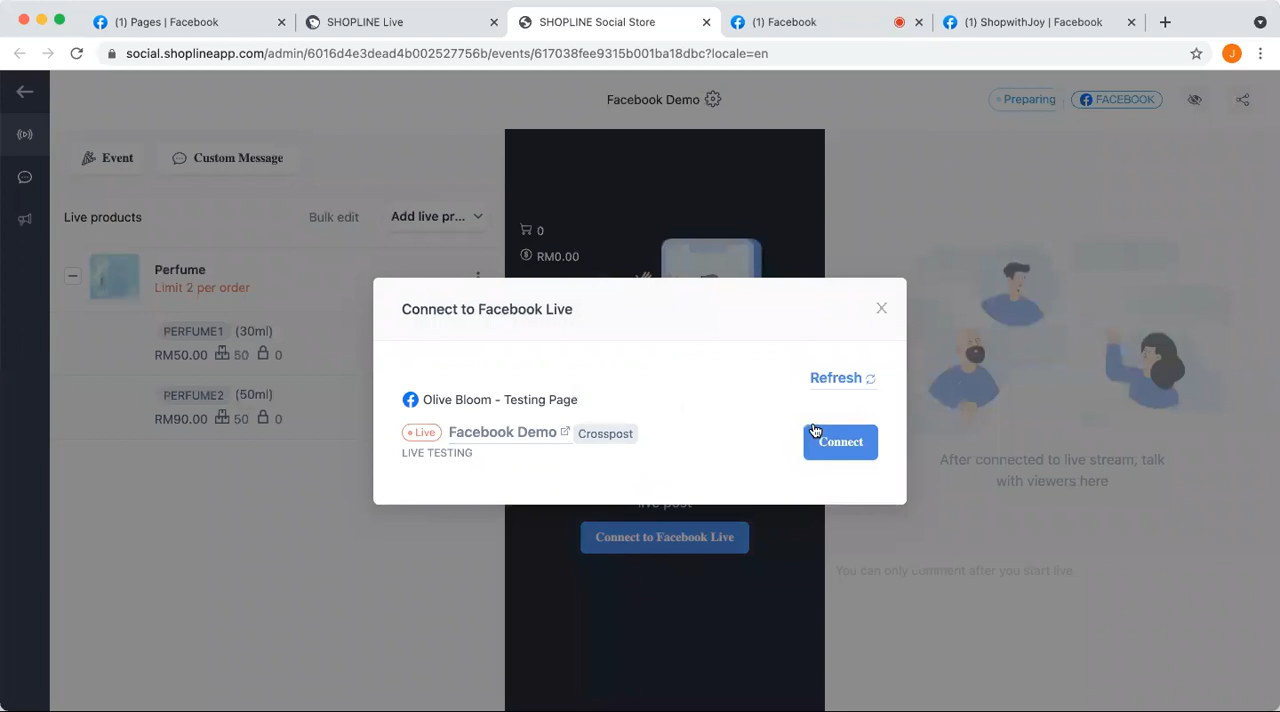 (1) Pages | Facebook
SHOPLINE Live
SHOPLINE Social Store
(1) Facebook
(1) ShopwithJoy | Facebook
social.shoplineapp.com/admin/6016d4e3dead4b002527756b/events/617038fee9315b001ba18dbc?locale=en
J
Facebook Demo
Preparing
FACEBOOK
Event
Custom Message
Live products
Bulk edit
Add live pr...
Perfume
Limit 2 per order
PERFUME1 (30ml)
RM50.00 50 0
PERFUME2 (50ml)
RM90.00 50 0
0
RM0.00
Connect to Facebook Live
Refresh
Olive Bloom - Testing Page
Live Facebook Demo Crosspost
LIVE TESTING
Connect
live post
Connect to Facebook Live
After connected to live stream, talk
with viewers here
You can only comment after you start live